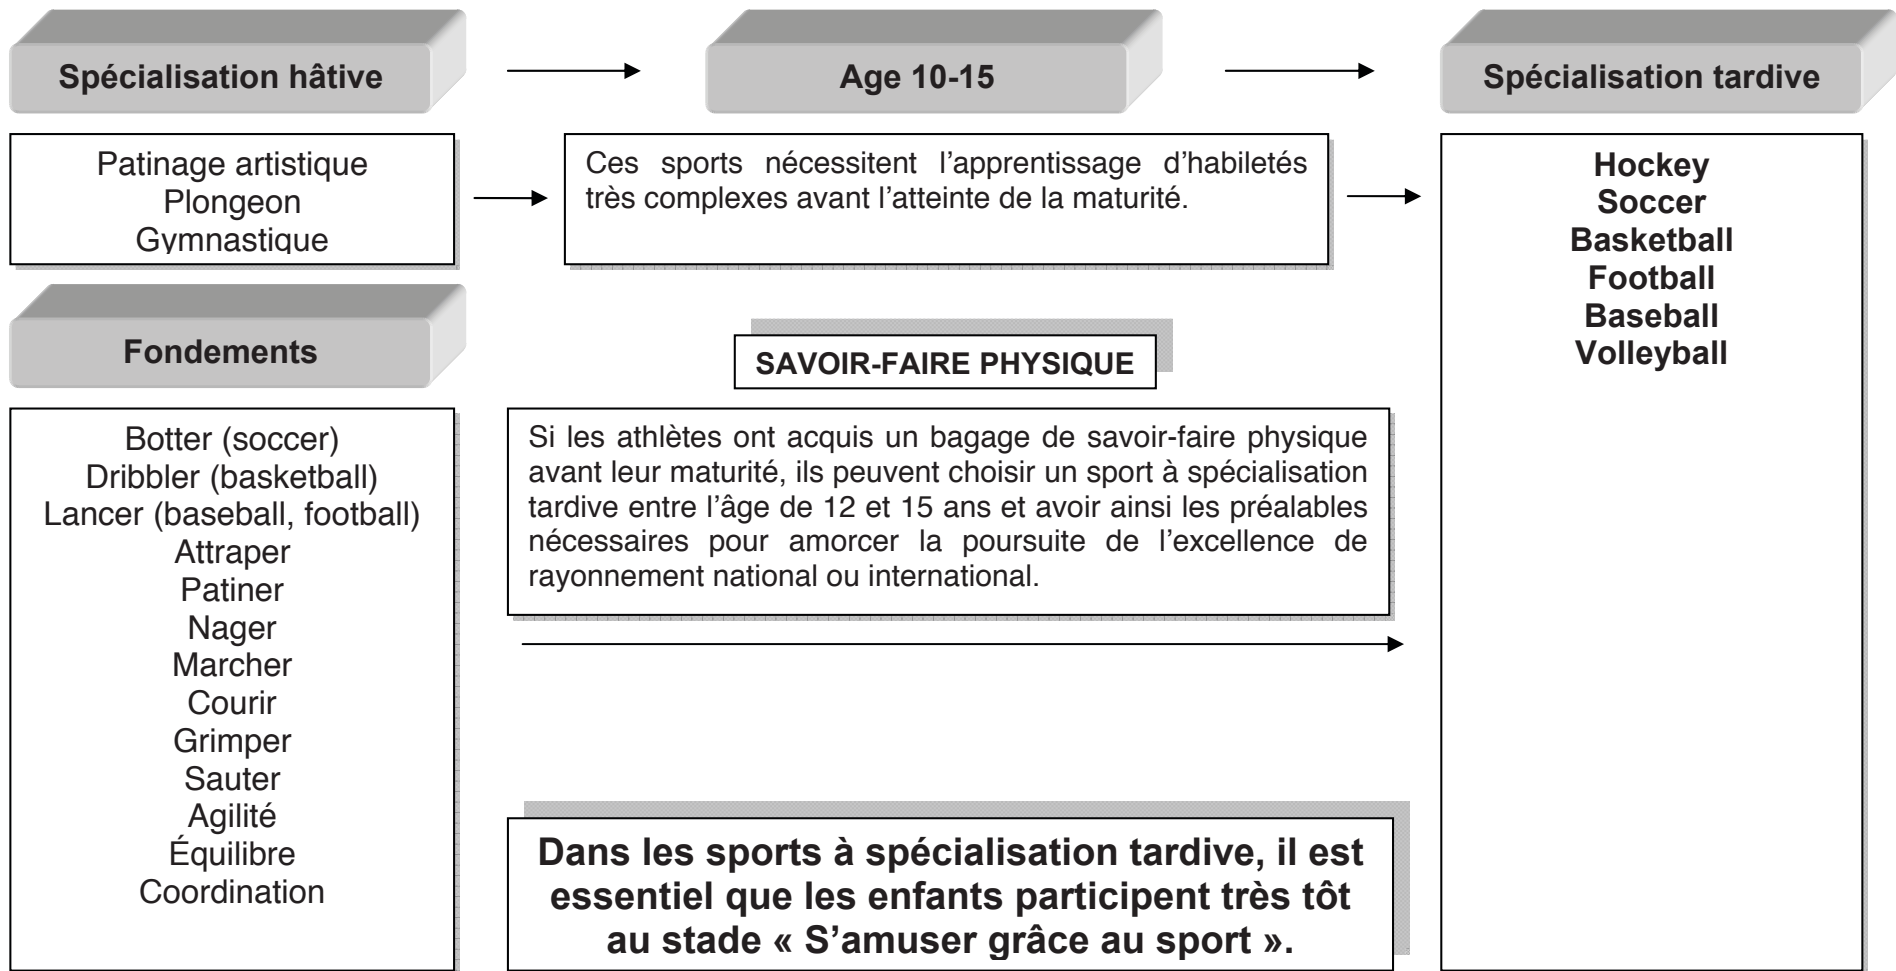 Spécialisation hâtive
Age 10-15
Spécialisation tardive
Patinage artistique
Plongeon
Gymnastique
Ces sports nécessitent l’apprentissage d’habiletés
très complexes avant l’atteinte de la maturité.
Hockey
Soccer
Basketball
Football
Baseball
Volleyball
Fondements
SAVOIR-FAIRE PHYSIQUE
Botter (soccer)
Dribbler (basketball)
Lancer (baseball, football)
Attraper
Patiner
Nager
Marcher
Courir
Grimper
Sauter
Agilité
Équilibre
Coordination
Si les athlètes ont acquis un bagage de savoir-faire physique
avant leur maturité, ils peuvent choisir un sport à spécialisation
tardive entre l’âge de 12 et 15 ans et avoir ainsi les préalables
nécessaires pour amorcer la poursuite de l’excellence de
rayonnement national ou international.
Dans les sports à spécialisation tardive, il est
essentiel que les enfants participent très tôt
au stade « S’amuser grâce au sport ».